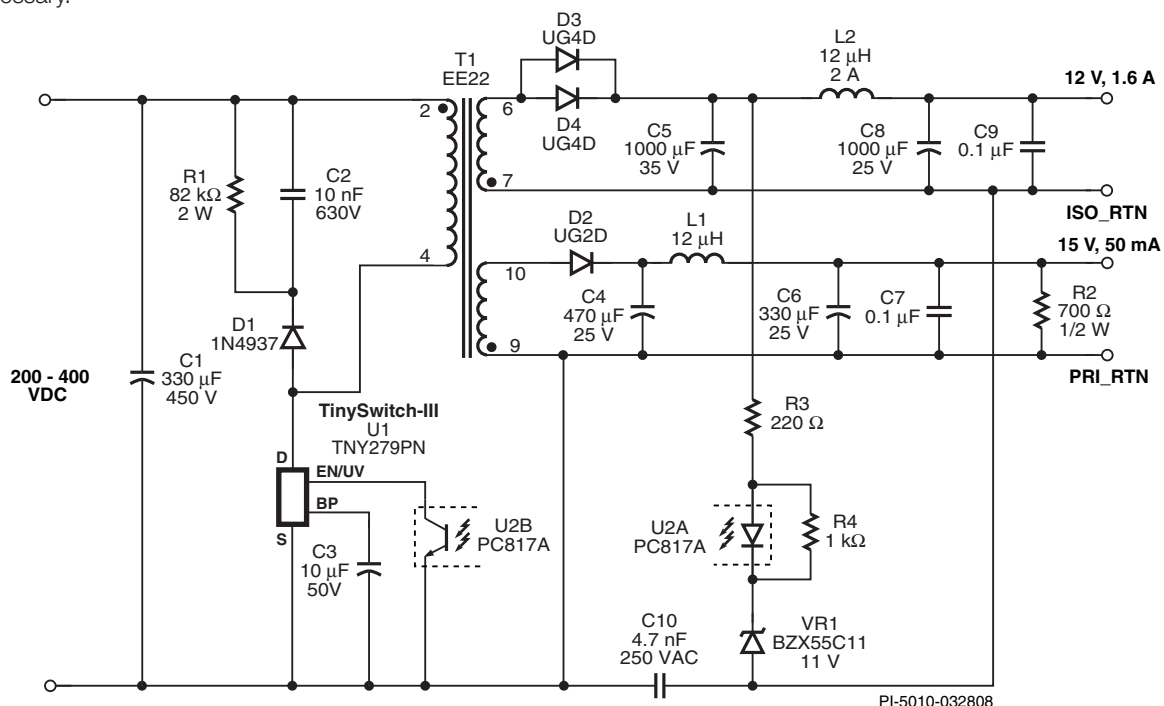 essary.
D3
UG4D
T1
EE22
L2
12 µH
2 A
12 V, 1.6 A
2
6
D4
UG4D
C5
1000 µF
35 V
C8
1000 µF
25 V
C9
0.1 µF
R1
82 kΩ
2 W
C2
10 nF
630V
7
ISO_RTN
D2
UG2D
L1
12 µH
15 V, 50 mA
4
10
C4
470 µF
25 V
C6
330 µF
25 V
C7
0.1 µF
R2
700 Ω
1/2 W
D1
1N4937
9
PRI_RTN
C1
330 µF
450 V
200 - 400
VDC
TinySwitch-III
U1
TNY279PN
R3
220 Ω
D
EN/UV
BP
S
U2B
PC817A
U2A
PC817A
R4
1 kΩ
C3
10 µF
50V
C10
4.7 nF
250 VAC
VR1
BZX55C11
11 V
PI-5010-032808